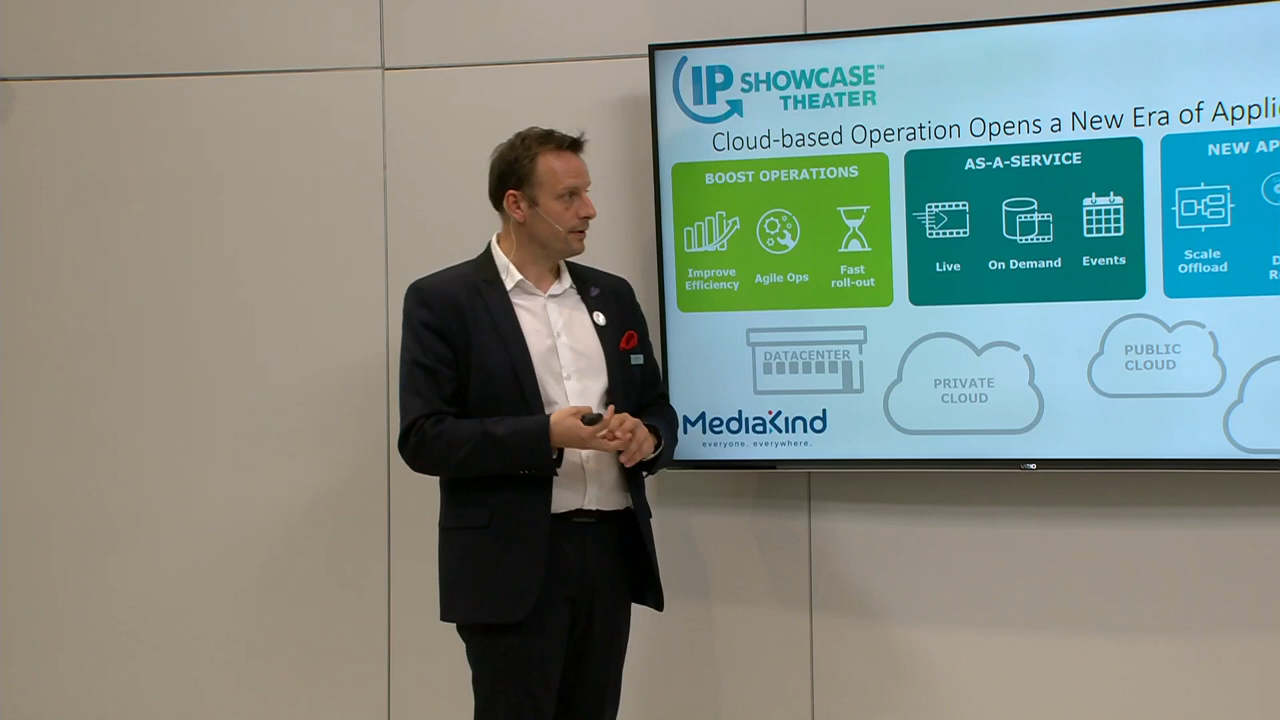 IP SHOWCASE™
THEATER
Cloud-based Operation Opens a New Era of Appli
BOOST OPERATIONS
Improve
Efficiency
Agile Ops
Fast
roll-out
AS-A-SERVICE
Live
On Demand
Events
NEW AP
Scale
Offload
D
R
DATACENTER
PRIVATE
CLOUD
PUBLIC
CLOUD
MediaKind
everyone. everywhere.
VIZIO